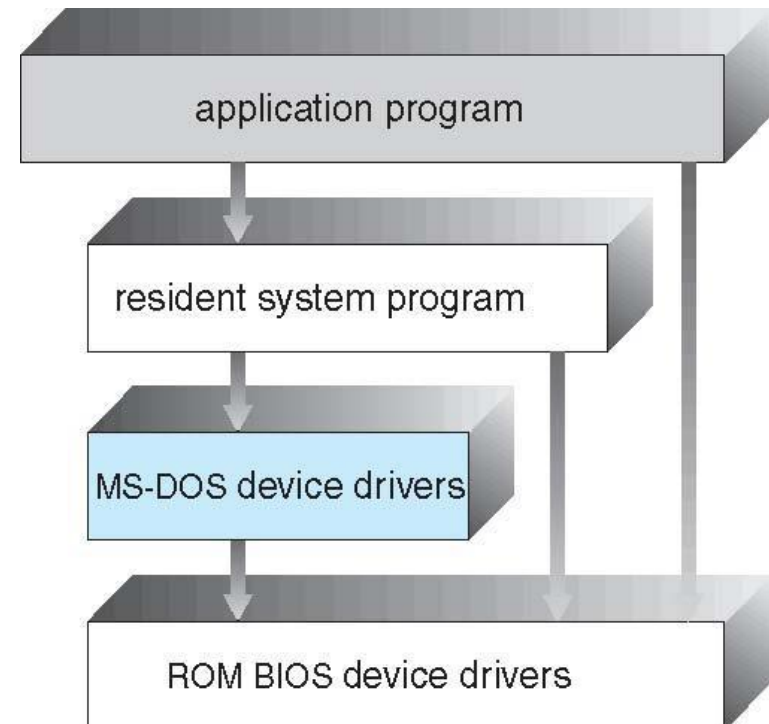 application program
resident system program
MS-DOS device drivers
ROM BIOS device drivers